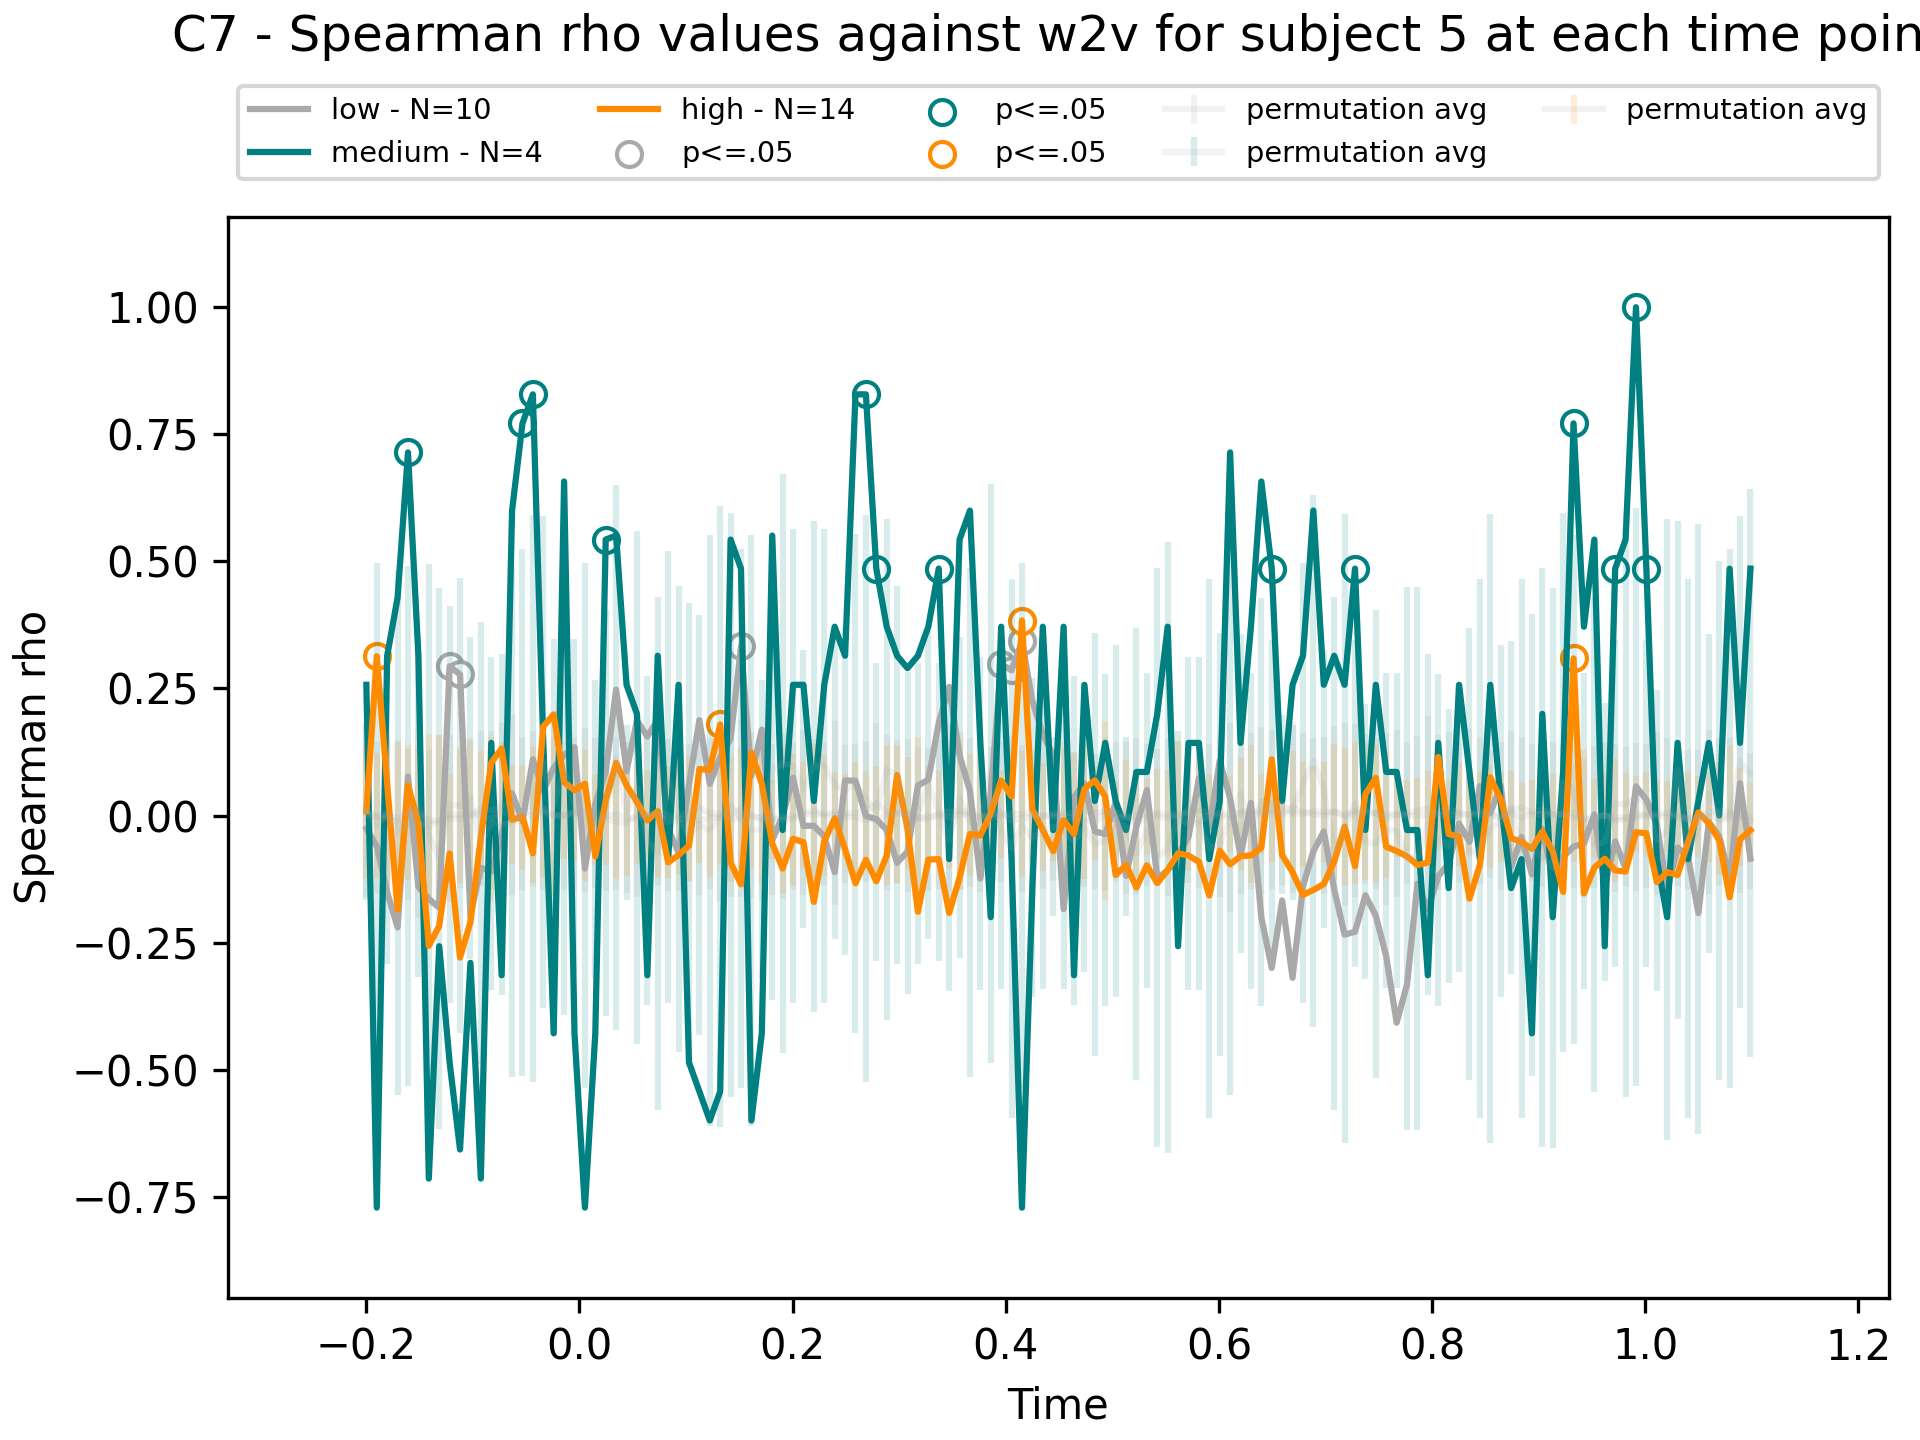 C7 - Spearman rho values against w2v for subject 5 at each time poin
low - N=10
medium - N=4
high - N=14
p<=.05
p<=.05
p<=.05
permutation avg
permutation avg
permutation avg
Spearman rho
1.00
0.75
0.50
0.25
0.00
−0.25
−0.50
−0.75
−0.2 0.0 0.2 0.4 0.6 0.8 1.0 1.2
Time